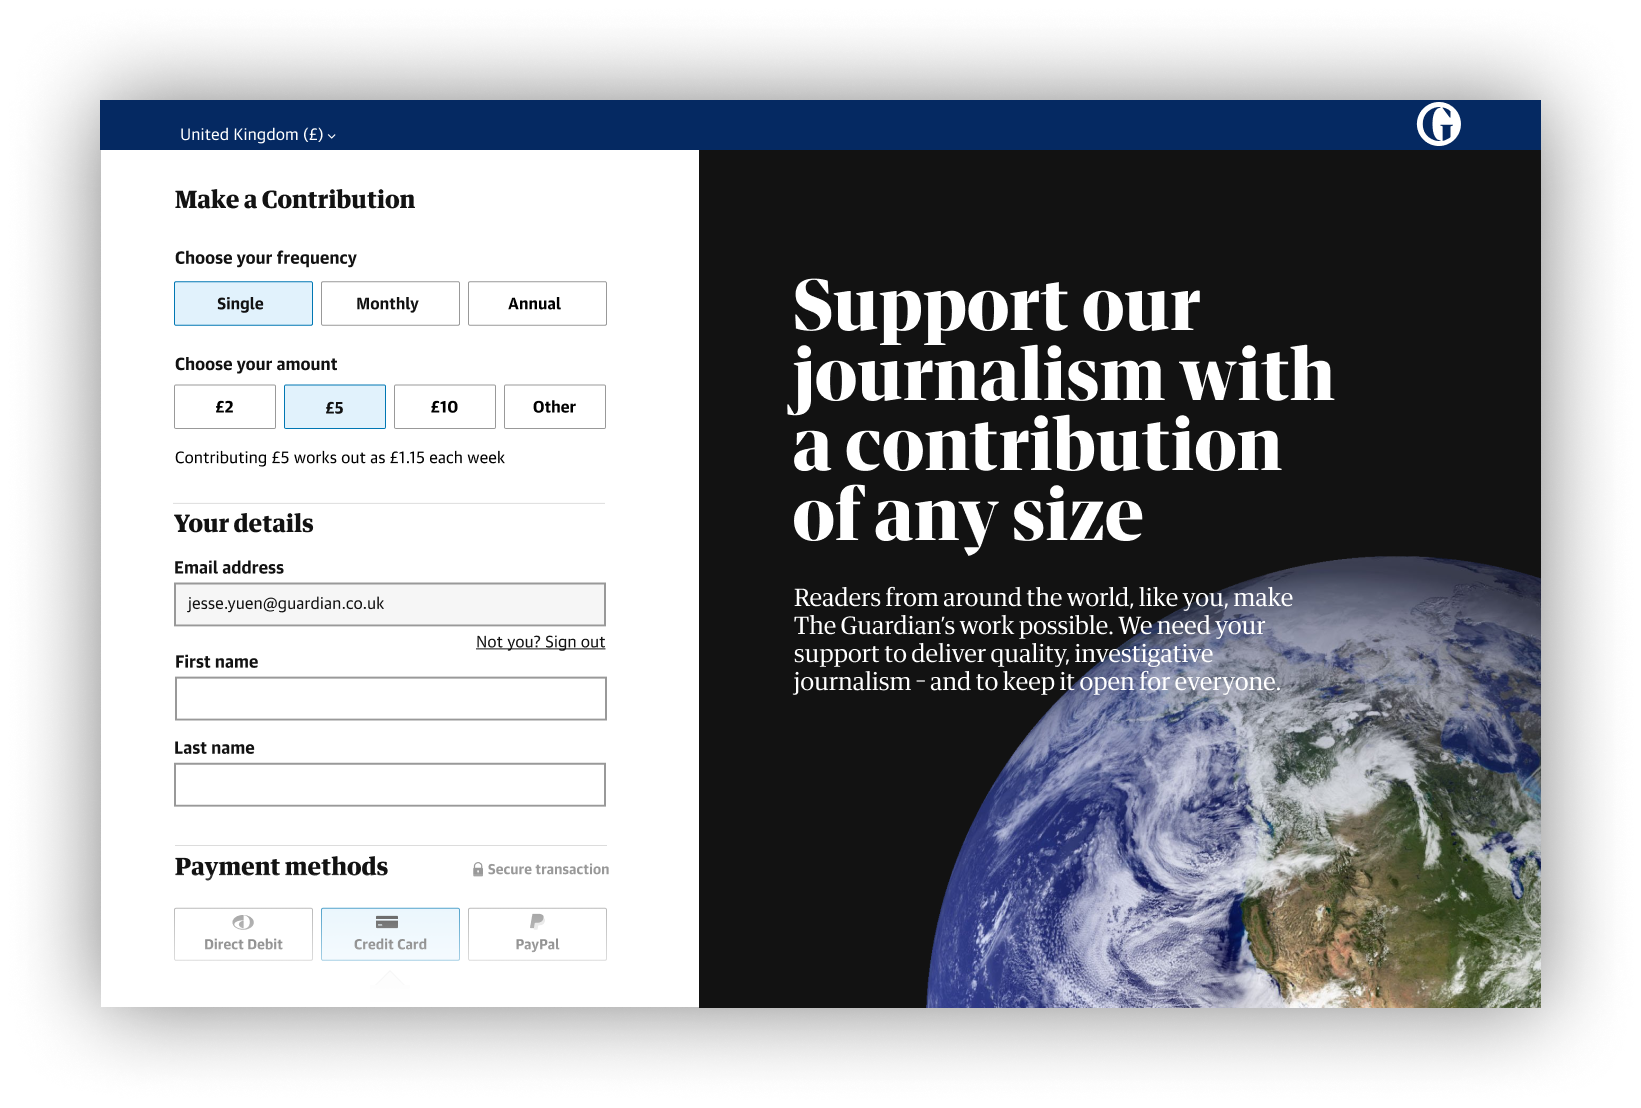 United Kingdom (£)
Make a Contribution
Choose your frequency
Single
Monthly
Annual
Choose your amount
£2
£5
£10
Other
Contributing £5 works out as £1.15 each week
Your details
Email address
jesse.yuen@guardian.co.uk
Not you? Sign out
First name
Last name
Payment methods
Secure transaction
Direct Debit
Credit Card
PayPal
G
Support our
journalism with
a contribution
of any size
Readers from around the world, like you, make
The Guardian’s work possible. We need your
support to deliver quality, investigative
journalism – and to keep it open for everyone.